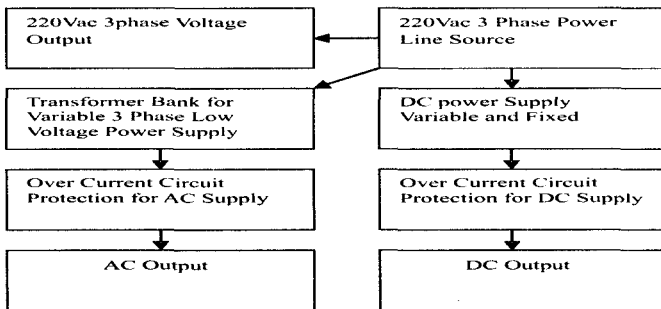 220Vac 3phase Voltage
Output
220Vac 3 Phase Power
Line Source
Transformer Bank for
Variable 3 Phase Low
Voltage Power Supply
DC power Supply
Variable and Fixed
Over Current Circuit
Protection for AC Supply
Over Current Circuit
Protection for DC Supply
AC Output
DC Output